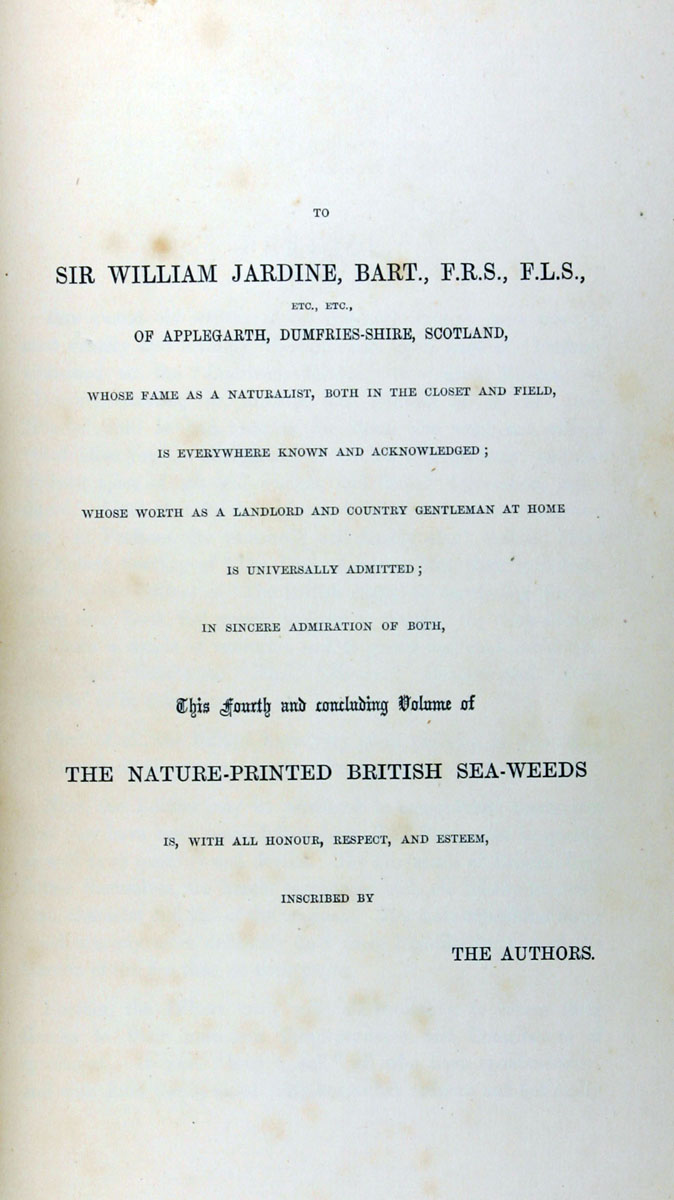 TO
SIR WILLIAM JARDINE, BART., F.R.S., F.L.S.,
ETC., ETC.,
OF APPLEGARTH, DUMFRIES-SHIRE, SCOTLAND,
WHOSE FAME AS A NATURALIST, BOTH IN THE CLOSET AND FIELD,
IS EVERYWHERE KNOWN AND ACKNOWLEDGED;
WHOSE WORTH AS A LANDLORD AND COUNTRY GENTLEMAN AT HOME
IS UNIVERSALLY ADMITTED;
IN SINCERE ADMIRATION OF BOTH,
This Fourth and concluding Volume of
THE NATURE-PRINTED BRITISH SEA-WEEDS
IS, WITH ALL HONOUR, RESPECT, AND ESTEEM,
INSCRIBED BY
THE AUTHORS.